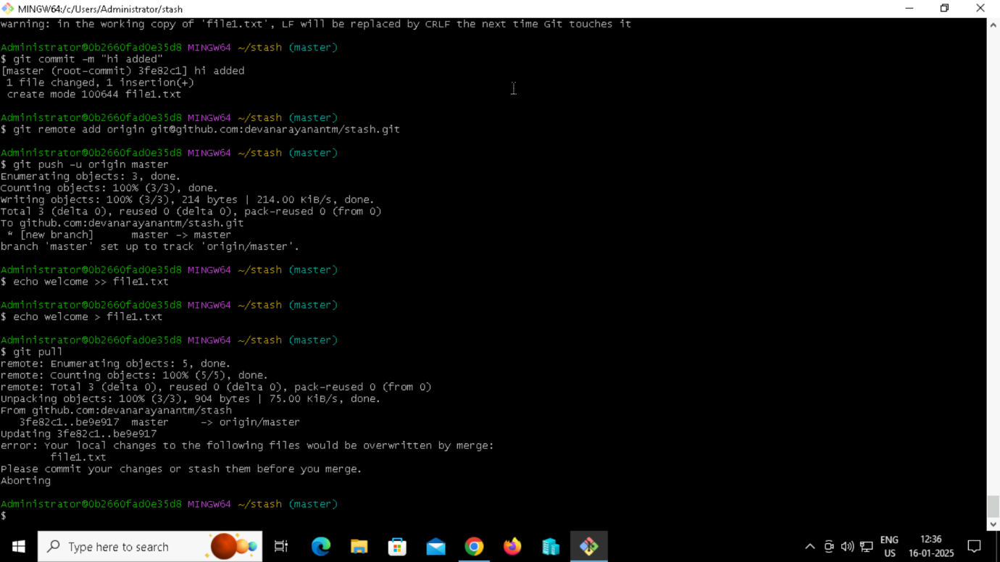 MINGW64:/c/Users/Administrator/stash
warning: in the working copy of 'file1.txt', LF will be replaced by CRLF the next time Git touches it
Administrator@0b2660fad0e35d8 MINGW64 ~/stash (master)
$ git commit -m "hi added"
[master (root-commit) 3fe82c1] hi added
 1 file changed, 1 insertion(+)
 create mode 100644 file1.txt
Administrator@0b2660fad0e35d8 MINGW64 ~/stash (master)
$ git remote add origin git@github.com:devanarayanantm/stash.git
Administrator@0b2660fad0e35d8 MINGW64 ~/stash (master)
$ git push -u origin master
Enumerating objects: 3, done.
Counting objects: 100% (3/3), done.
Writing objects: 100% (3/3), 214 bytes | 214.00 KiB/s, done.
Total 3 (delta 0), reused 0 (delta 0), pack-reused 0 (from 0)
To github.com:devanarayanantm/stash.git
 * [new branch]      master -> master
branch 'master' set up to track 'origin/master'.
Administrator@0b2660fad0e35d8 MINGW64 ~/stash (master)
$ echo welcome >> file1.txt
Administrator@0b2660fad0e35d8 MINGW64 ~/stash (master)
$ echo welcome > file1.txt
Administrator@0b2660fad0e35d8 MINGW64 ~/stash (master)
$ git pull
remote: Enumerating objects: 5, done.
remote: Counting objects: 100% (5/5), done.
remote: Total 3 (delta 0), reused 0 (delta 0), pack-reused 0 (from 0)
Unpacking objects: 100% (3/3), 904 bytes | 75.00 KiB/s, done.
From github.com:devanarayanantm/stash
   3fe82c1..be9e917  master     -> origin/master
Updating 3fe82c1..be9e917
error: Your local changes to the following files would be overwritten by merge:
        file1.txt
Please commit your changes or stash them before you merge.
Aborting
Administrator@0b2660fad0e35d8 MINGW64 ~/stash (master)
$
Type here to search
ENG
US
12:36
16-01-2025